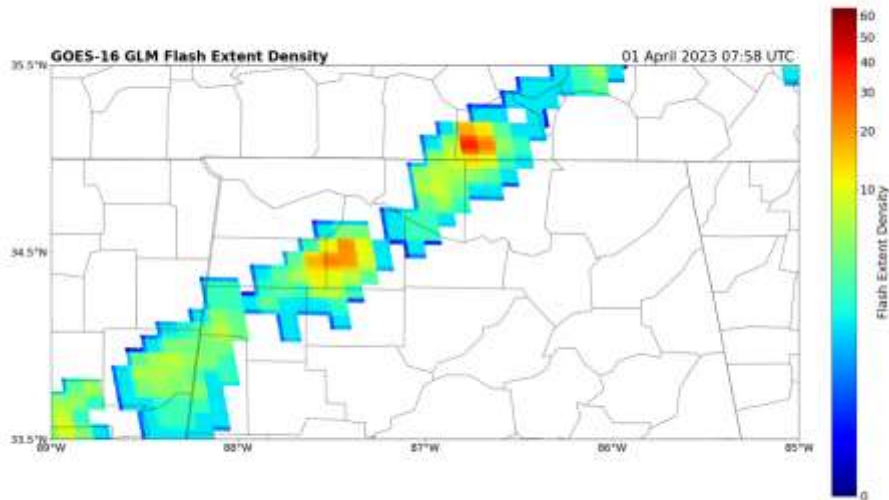 GOES-16 GLM Flash Extent Density
01 April 2023 07:58 UTC
35.5°N
34.5°N
33.5°N
89°W
88°W
87°W
86°W
85°W
60
50
40
30
20
10
0
Flash Extent Density